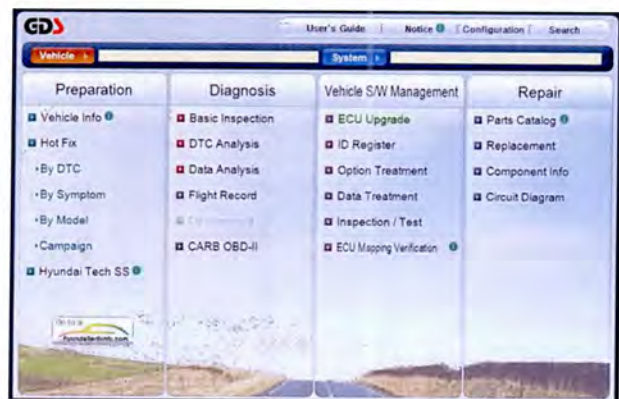 GDS
User's Guide
Notice
Configuration
Search
Vehicle
System
Preparation
Vehicle Info
Hot Fix
By DTC
By Symptom
By Model
Campaign
Hyundai Tech SS
Go to a
Diagnosis
Basic Inspection
DTC Analysis
Data Analysis
Flight Record
CARB OBD-II
Vehicle S/W Management
ECU Upgrade
ID Register
Option Treatment
Data Treatment
Inspection / Test
ECU Mapping Verification
Repair
Parts Catalog
Replacement
Component Info
Circuit Diagram